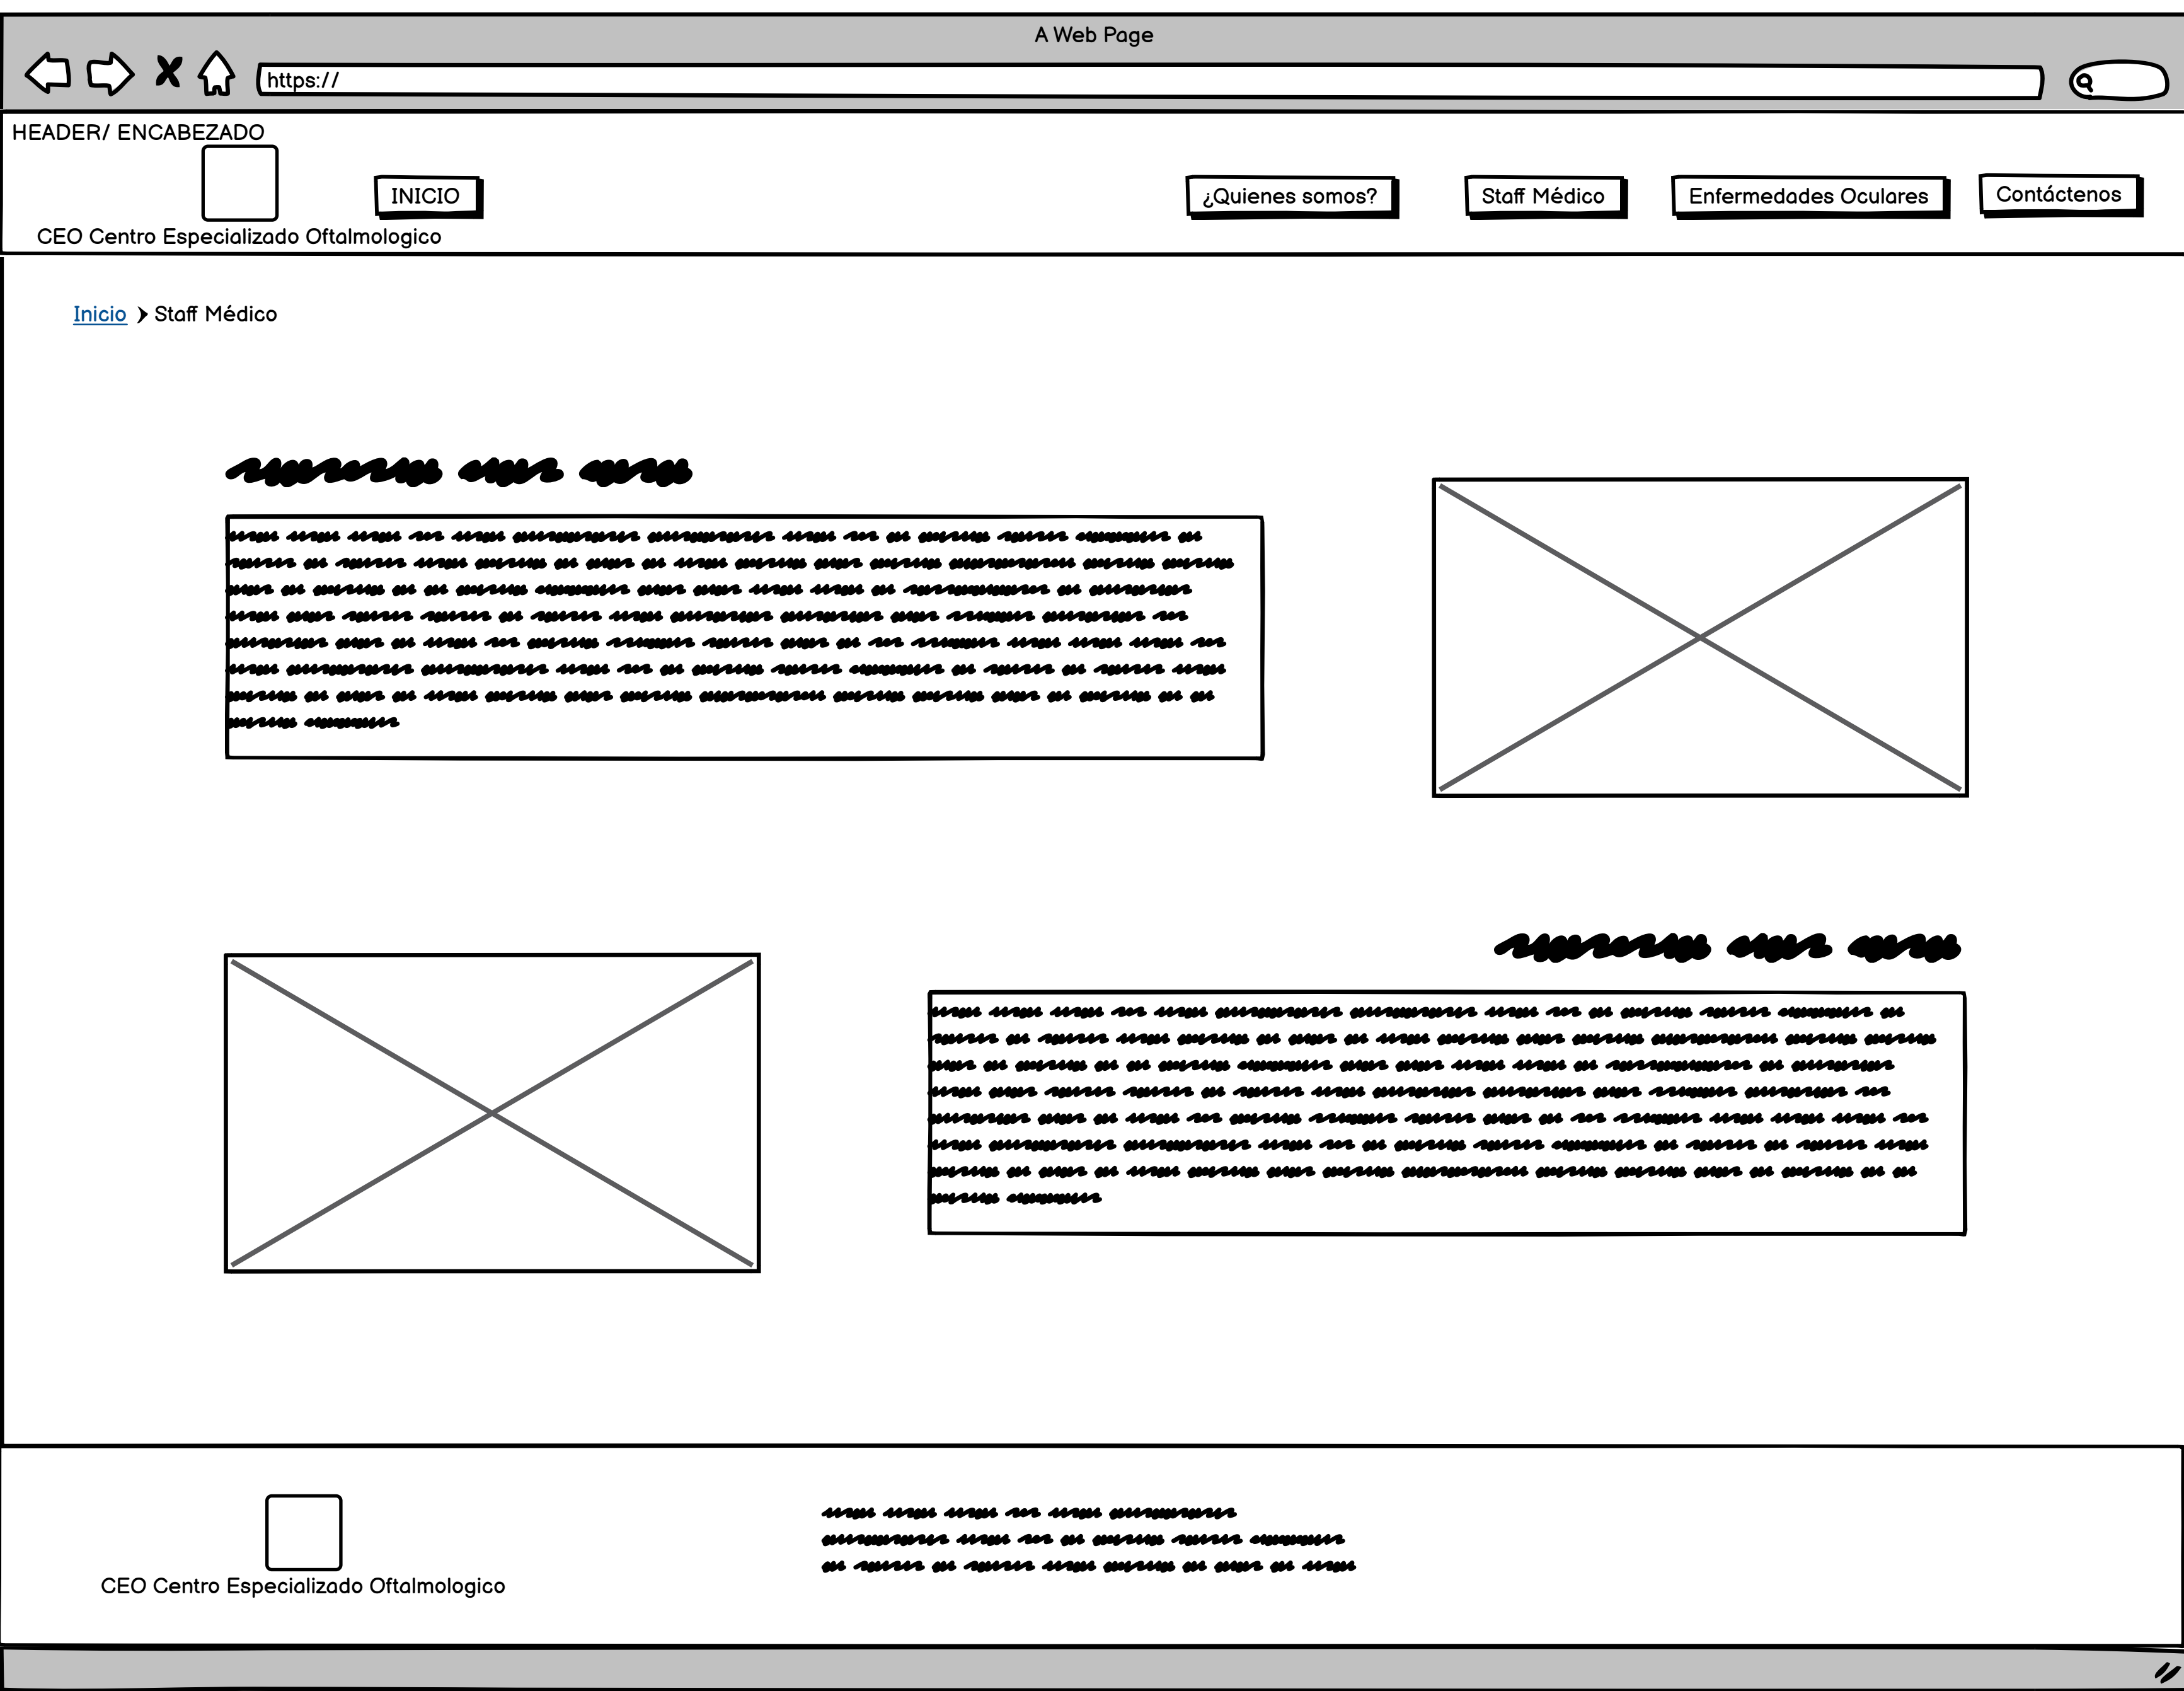 A Web Page
https://
HEADER/ ENCABEZADO
INICIO
¿Quienes somos?
Staff Médico
Enfermedades Oculares
Contáctenos
CEO Centro Especializado Oftalmologico
Inicio
Staff Médico
CEO Centro Especializado Oftalmologico